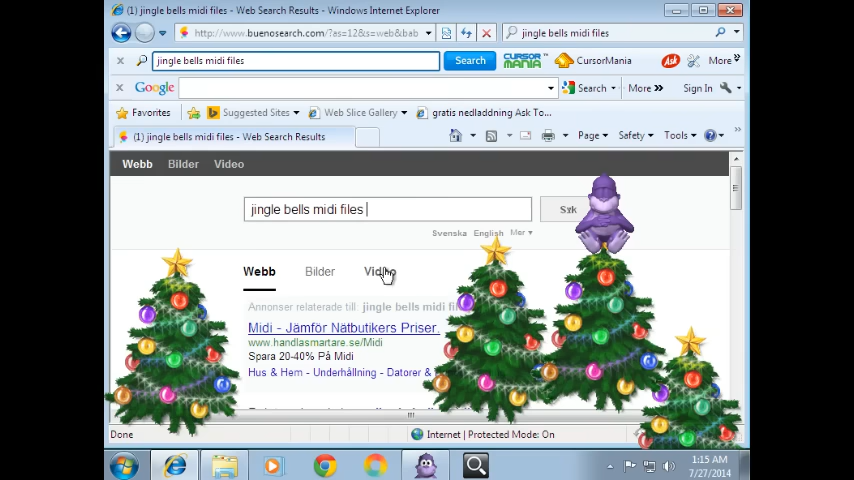 (1) jingle bells midi files - Web Search Results - Windows Internet Explorer
http://www.buenosearch.com/?as=12&s=web&bab
jingle bells midi files
jingle bells midi files
Search
CURSOR MANIA
CursorMania
Ask
More
Google
Search
More
Sign In
Favorites
Suggested Sites
Web Slice Gallery
gratis nedladdning Ask To...
(1) jingle bells midi files - Web Search Results
Page
Safety
Tools
Webb Bilder Video
jingle bells midi files
Sök
Svenska English Mer
Webb Bilder Video
Annonser relaterade till jingle bells midi
Midi - Jämför Nätbutikers Priser.
www.handlasmartare.se/Midi
Spara 20-40% På Midi
Hus & Hem - Underhållning - Datorer &
Done
Internet | Protected Mode: On
1:15 AM
7/27/2014